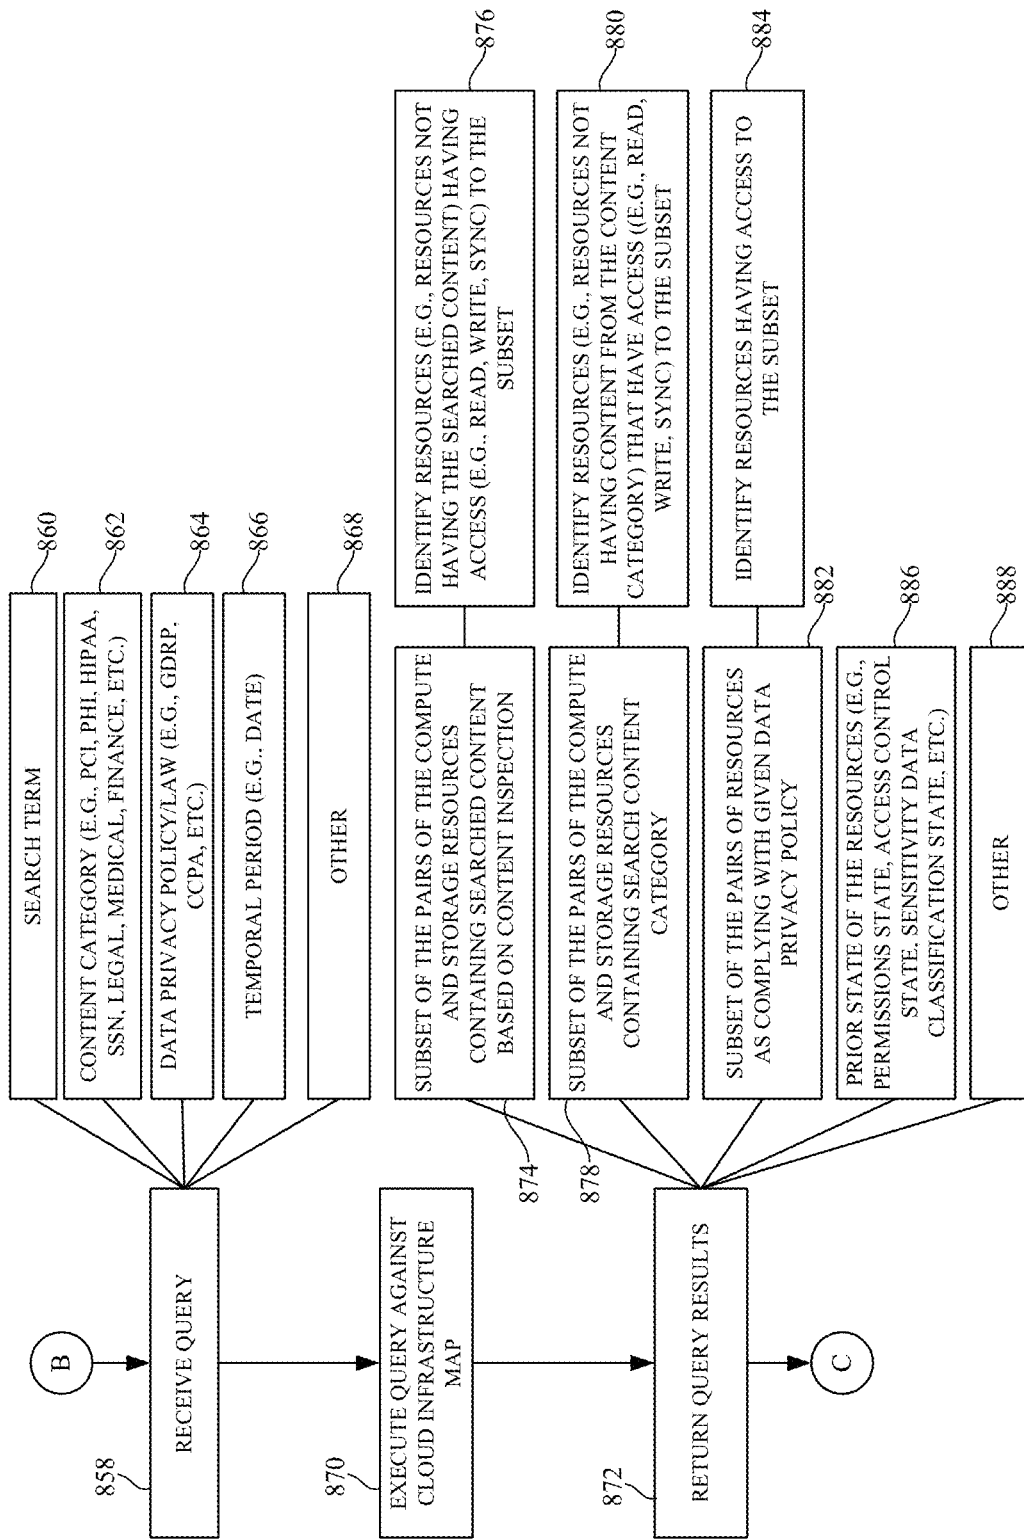 B
858
RECEIVE QUERY
SEARCH TERM
860
CONTENT CATEGORY (E.G., PCI, PHI, HIPAA,
SSN, LEGAL, MEDICAL, FINANCE, ETC.)
862
DATA PRIVACY POLICY/LAW (E.G., GDRP,
CCPA, ETC.)
864
TEMPORAL PERIOD (E.G., DATE)
866
OTHER
868
870
EXECUTE QUERY AGAINST
CLOUD INFRASTRUCTURE
MAP
872
RETURN QUERY RESULTS
874
SUBSET OF THE PAIRS OF THE COMPUTE
AND STORAGE RESOURCES
CONTAINING SEARCHED CONTENT
BASED ON CONTENT INSPECTION
IDENTIFY RESOURCES (E.G., RESOURCES NOT
HAVING THE SEARCHED CONTENT) HAVING
ACCESS (E.G., READ, WRITE, SYNC) TO THE
SUBSET
876
878
SUBSET OF THE PAIRS OF THE COMPUTE
AND STORAGE RESOURCES
CONTAINING SEARCH CONTENT
CATEGORY
IDENTIFY RESOURCES (E.G., RESOURCES NOT
HAVING CONTENT FROM THE CONTENT
CATEGORY) THAT HAVE ACCESS ((E.G., READ,
WRITE, SYNC) TO THE SUBSET
880
SUBSET OF THE PAIRS OF RESOURCES
AS COMPLYING WITH GIVEN DATA
PRIVACY POLICY
882
IDENTIFY RESOURCES HAVING ACCESS TO
THE SUBSET
884
PRIOR STATE OF THE RESOURCES (E.G.,
PERMISSIONS STATE, ACCESS CONTROL
STATE, SENSITIVITY DATA
CLASSIFICATION STATE, ETC.)
886
OTHER
888
C